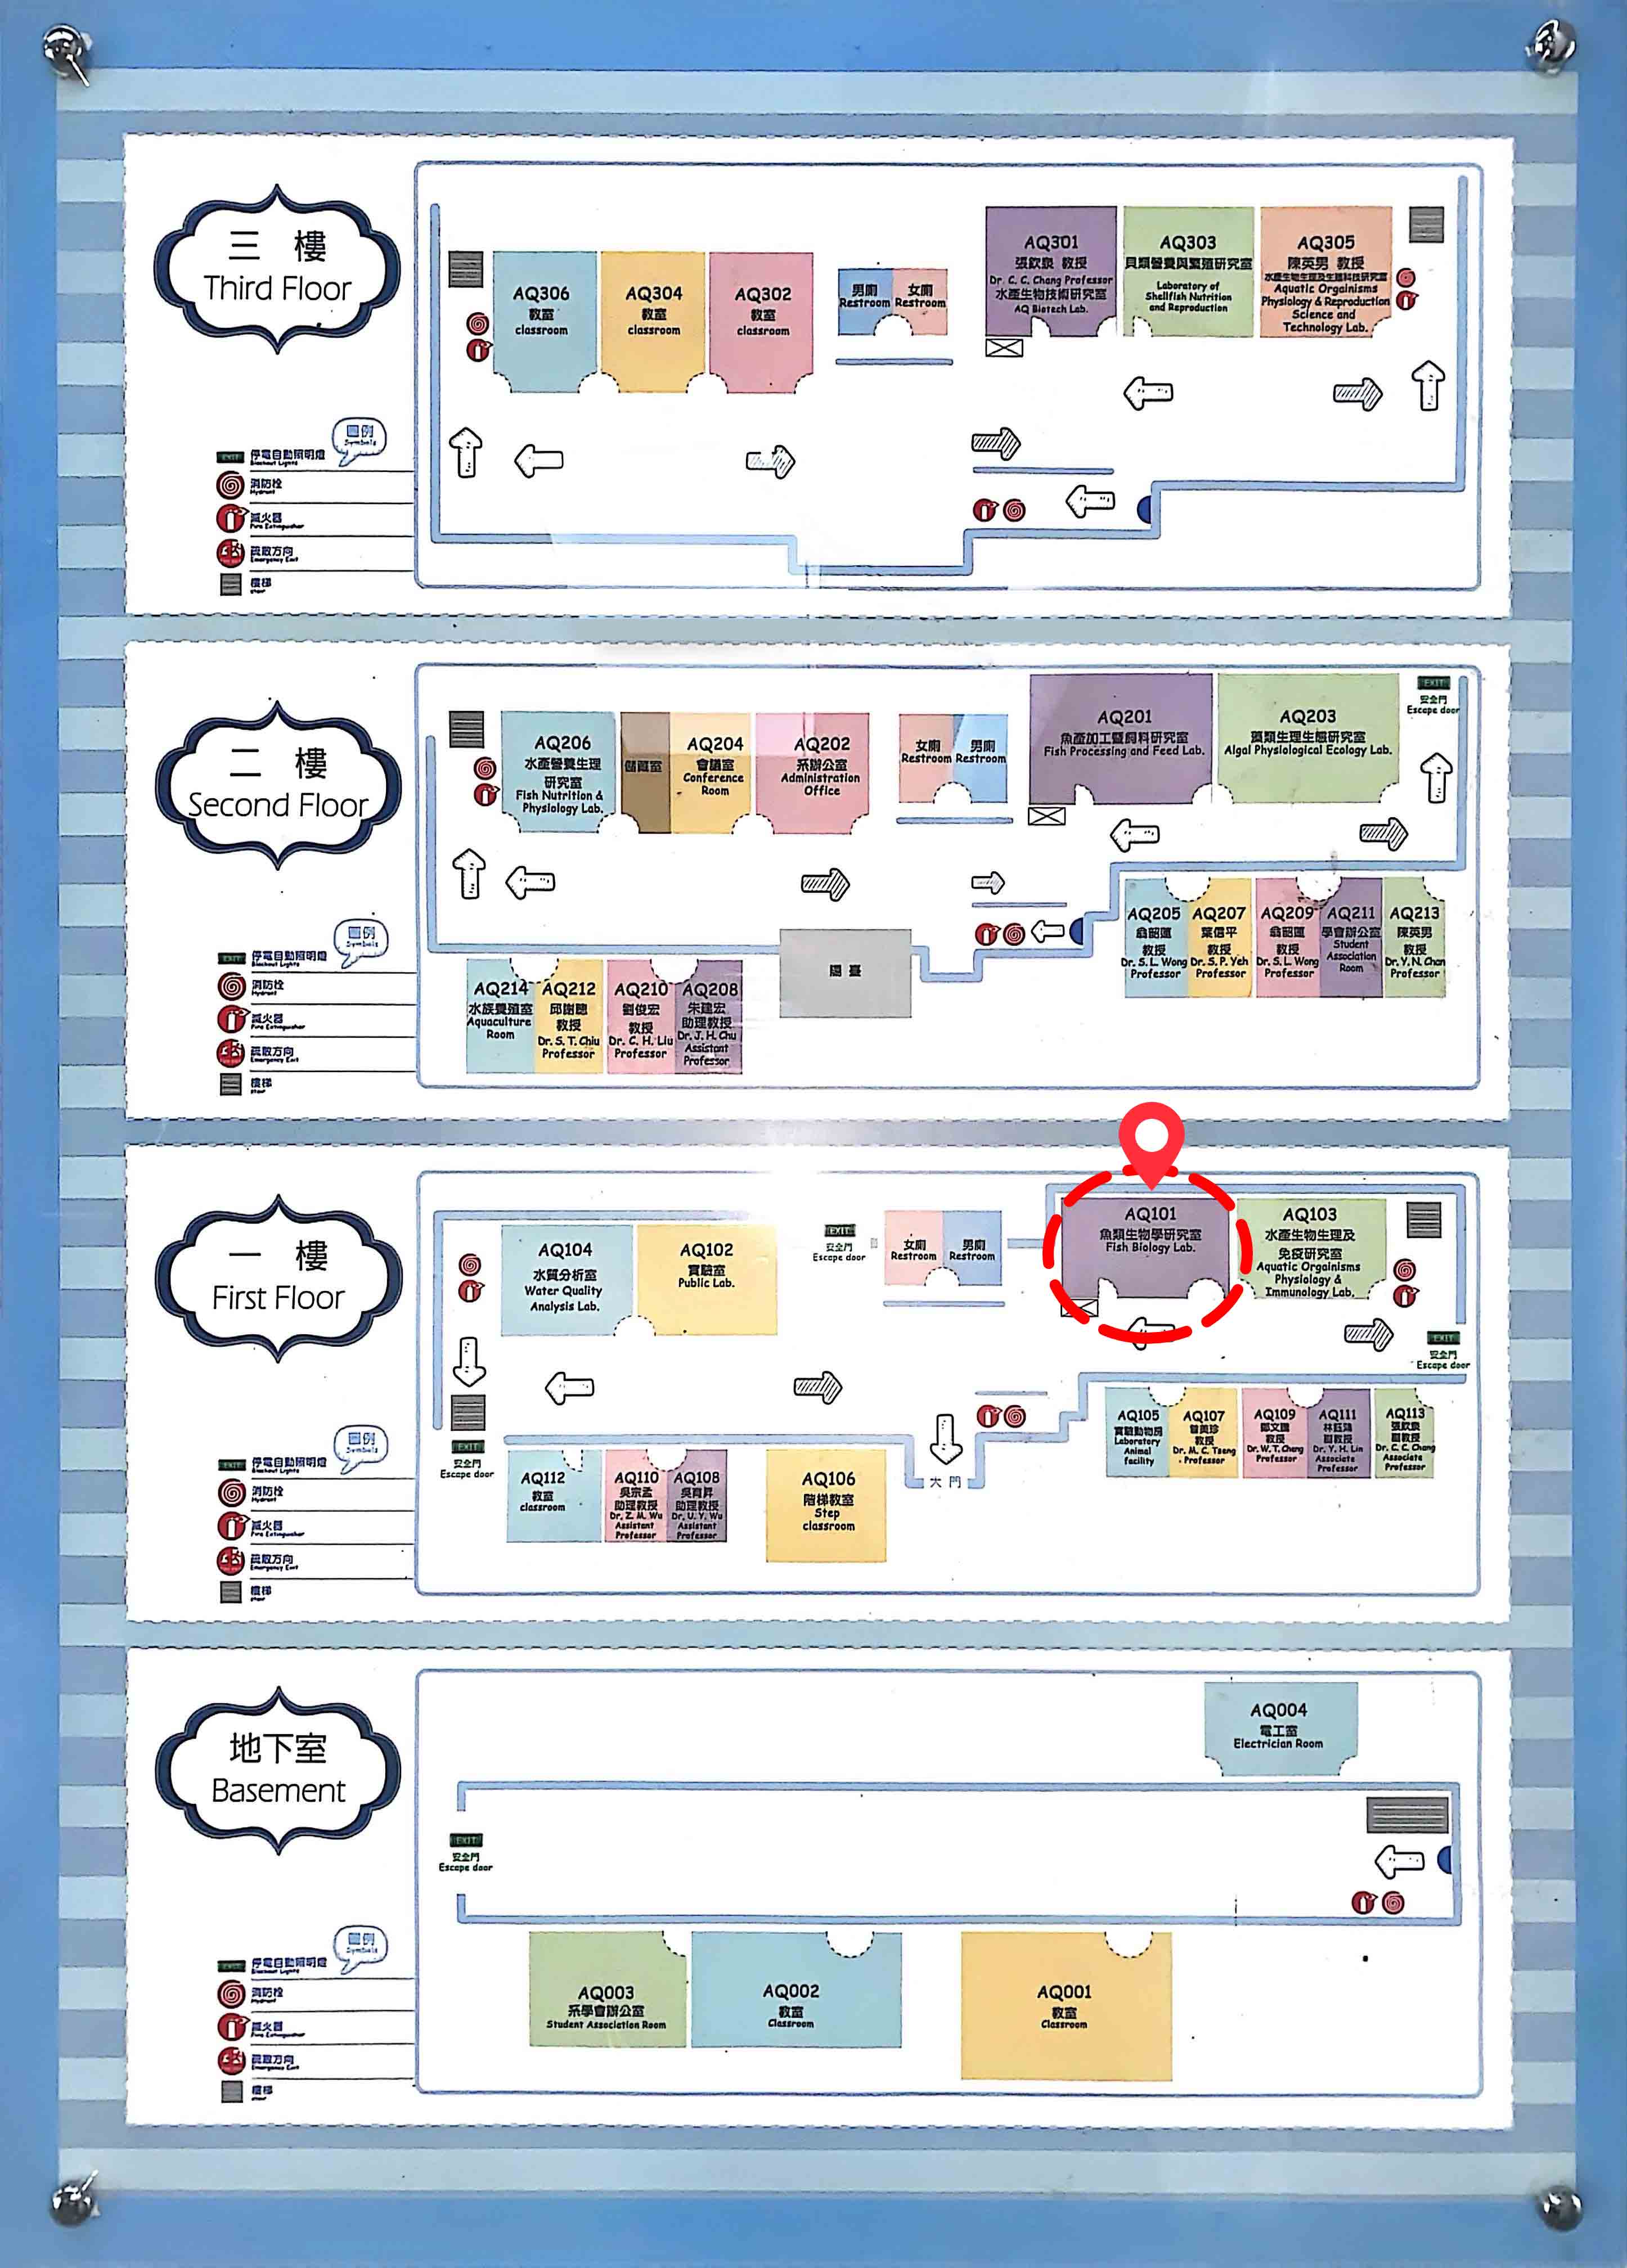 三 樓
Third Floor
AQ306
教室
classroom
AQ304
教室
classroom
AQ302
教室
classroom
男廁
Restroom
女廁
Restroom
AQ301
張欽泉 教授
Dr. C. C. Chang Professor
水產生物技術研究室
AQ Biotech Lab.
AQ303
貝類營養與繁殖研究室
Laboratory of
Shellfish Nutrition
and Reproduction
AQ305
陳英男 教授
水產生物生理及生殖科技研究室
Aquatic Orgainisms
Physiology & Reproduction
Science and
Technology Lab.
圖例
Symbols
EXIT
停電自動照明燈
Blackout Lights
消防栓
Hydrant
滅火器
Fire Extinguisher
疏散方向
Emergency Exit
樓梯
stair
二 樓
Second Floor
AQ206
水產營養生理
研究室
Fish Nutrition &
Physiology Lab.
儲藏室
AQ204
會議室
Conference
Room
AQ202
系辦公室
Administration
Office
女廁
Restroom
男廁
Restroom
AQ201
魚產加工暨飼料研究室
Fish Processing and Feed Lab.
AQ203
藻類生理生態研究室
Algal Physiological Ecology Lab.
EXIT
安全門
Escape door
AQ205
翁韶蓮
教授
Dr. S. L. Wong
Professor
AQ207
葉信平
教授
Dr. S. P. Yeh
Professor
AQ209
翁韶蓮
教授
Dr. S. L. Wong
Professor
AQ211
學會辦公室
Student
Association
Room
AQ213
陳英男
教授
Dr. Y. N. Chan
Professor
AQ214
水族養殖室
Aquaculture
Room
AQ212
邱謝聰
教授
Dr. S. T. Chiu
Professor
AQ210
劉俊宏
教授
Dr. C. H. Liu
Professor
AQ208
朱建宏
助理教授
Dr. J. H. Chu
Assistant
Professor
陽 臺
圖例
Symbols
EXIT
停電自動照明燈
Blackout Lights
消防栓
Hydrant
滅火器
Fire Extinguisher
疏散方向
Emergency Exit
樓梯
stair
一 樓
First Floor
AQ104
水質分析室
Water Quality
Analysis Lab.
AQ102
實驗室
Public Lab.
EXIT
安全門
Escape door
女廁
Restroom
男廁
Restroom
AQ101
魚類生物學研究室
Fish Biology Lab.
AQ103
水產生物生理及
免疫研究室
Aquatic Orgainisms
Physiology &
Immunology Lab.
EXIT
安全門
Escape door
EXIT
安全門
Escape door
大 門
AQ105
實驗動物房
Laboratory
Animal
facility
AQ107
曾美珍
教授
Dr. M. C. Tseng
Professor
AQ109
鄭文騰
教授
Dr. W. T. Cheng
Professor
AQ111
林鈺鴻
副教授
Dr. Y. H. Lin
Associate
Professor
AQ113
張欽泉
副教授
Dr. C. C. Chang
Associate
Professor
AQ112
教室
classroom
AQ110
吳宗孟
助理教授
Dr. Z. M. Wu
Assistant
Professor
AQ108
吳育昇
助理教授
Dr. U. Y. Wu
Assistant
Professor
AQ106
階梯教室
Step
classroom
圖例
Symbols
EXIT
停電自動照明燈
Blackout Lights
消防栓
Hydrant
滅火器
Fire Extinguisher
疏散方向
Emergency Exit
樓梯
stair
地下室
Basement
AQ004
電工室
Electrician Room
EXIT
安全門
Escape door
AQ003
系學會辦公室
Student Association Room
AQ002
教室
Classroom
AQ001
教室
Classroom
圖例
Symbols
EXIT
停電自動照明燈
Blackout Lights
消防栓
Hydrant
滅火器
Fire Extinguisher
疏散方向
Emergency Exit
樓梯
stair